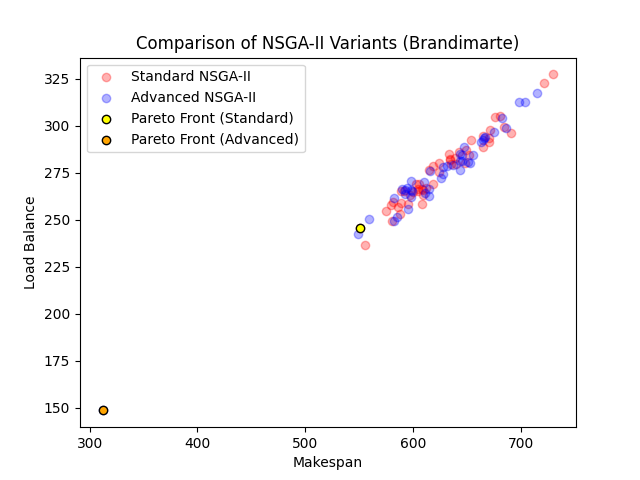 Comparison of NSGA-II Variants (Brandimarte)
Standard NSGA-II
Advanced NSGA-II
Pareto Front (Standard)
Pareto Front (Advanced)
325
300
275
250
225
200
175
150
Load Balance
300 400 500 600 700
Makespan